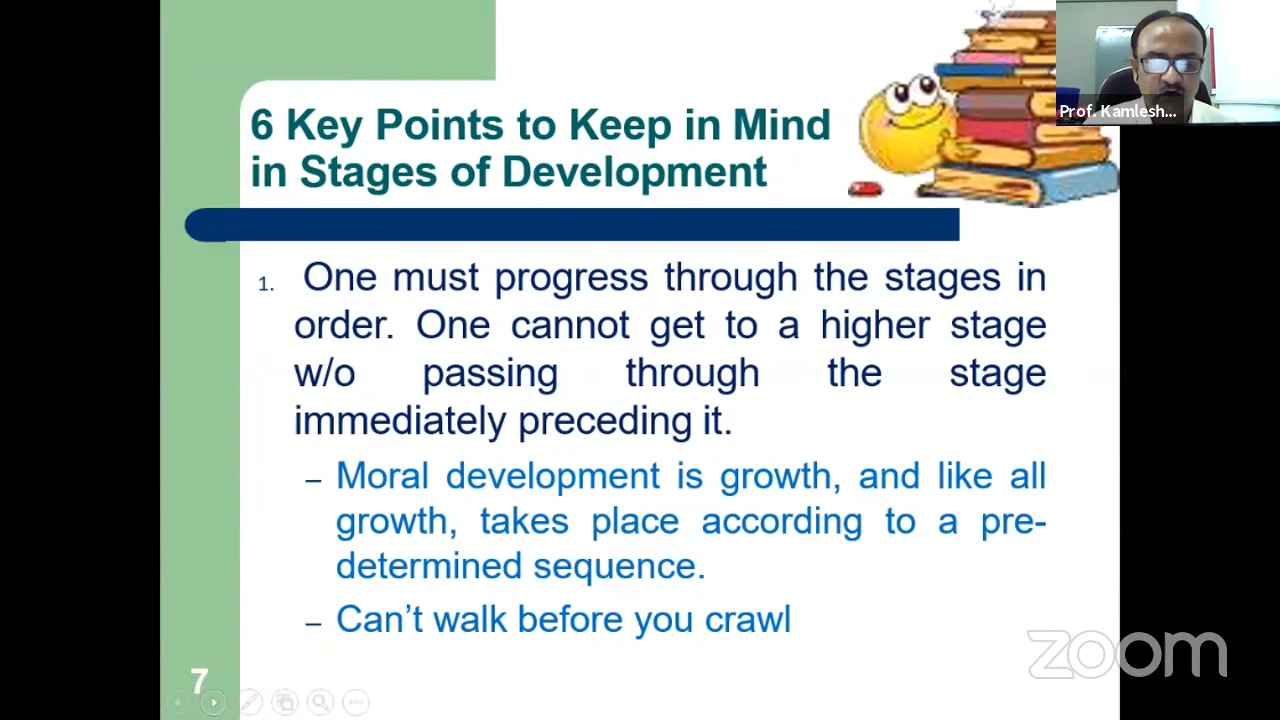 6 Key Points to Keep in Mind
in Stages of Development
Prof. Kamlesh...
1. One must progress through the stages in
order. One cannot get to a higher stage
w/o passing through the stage
immediately preceding it.
– Moral development is growth, and like all
growth, takes place according to a pre-
determined sequence.
– Can’t walk before you crawl
7
zoom